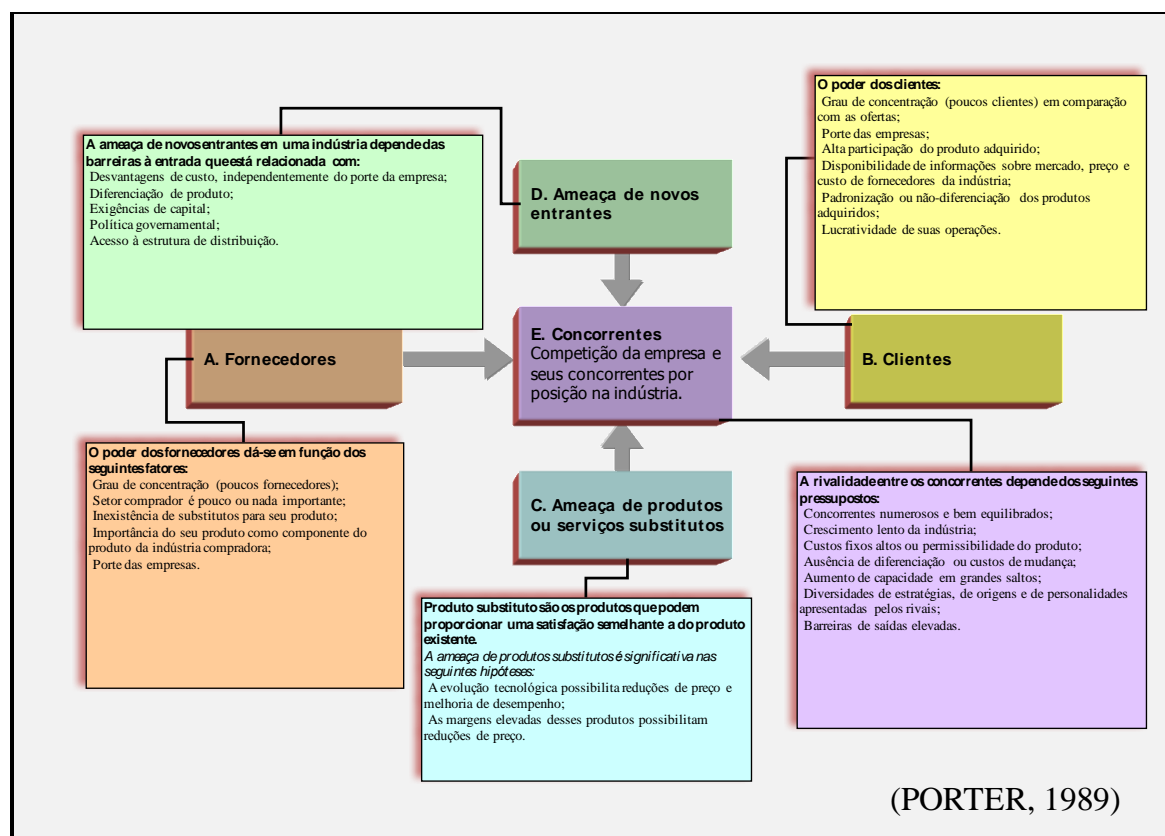 A ameaça de novos entrantes em uma indústria depende das
barreiras à entrada que está relacionada com:
Desvantagens de custo, independentemente do porte da empresa;
Diferenciação de produto;
Exigências de capital;
Política governamental;
Acesso à estrutura de distribuição.
D. Ameaça de novos
entrantes
O poder dos clientes:
Grau de concentração (poucos clientes) em comparação
com as ofertas;
Porte das empresas;
Alta participação do produto adquirido;
Disponibilidade de informações sobre mercado, preço e
custo de fornecedores da indústria;
Padronização ou não-diferenciação dos produtos
adquiridos;
Lucratividade de suas operações.
A. Fornecedores
E. Concorrentes
Competição da empresa e
seus concorrentes por
posição na indústria.
B. Clientes
O poder dos fornecedores dá-se em função dos
seguintes fatores:
Grau de concentração (poucos fornecedores);
Setor comprador é pouco ou nada importante;
Inexistência de substitutos para seu produto;
Importância do seu produto como componente do
produto da indústria compradora;
Porte das empresas.
C. Ameaça de produtos
ou serviços substitutos
Produto substituto são os produtos que podem
proporcionar uma satisfação semelhante a do produto
existente.
A ameaça de produtos substitutos é significativa nas
seguintes hipóteses:
A evolução tecnológica possibilita reduções de preço e
melhoria de desempenho;
As margens elevadas desses produtos possibilitam
reduções de preço.
A rivalidade entre os concorrentes depende dos seguintes
pressupostos:
Concorrentes numerosos e bem equilibrados;
Crescimento lento da indústria;
Custos fixos altos ou permissibilidade do produto;
Ausência de diferenciação ou custos de mudança;
Aumento de capacidade em grandes saltos;
Diversidades de estratégias, de origens e de personalidades
apresentadas pelos rivais;
Barreiras de saídas elevadas.
(PORTER, 1989)